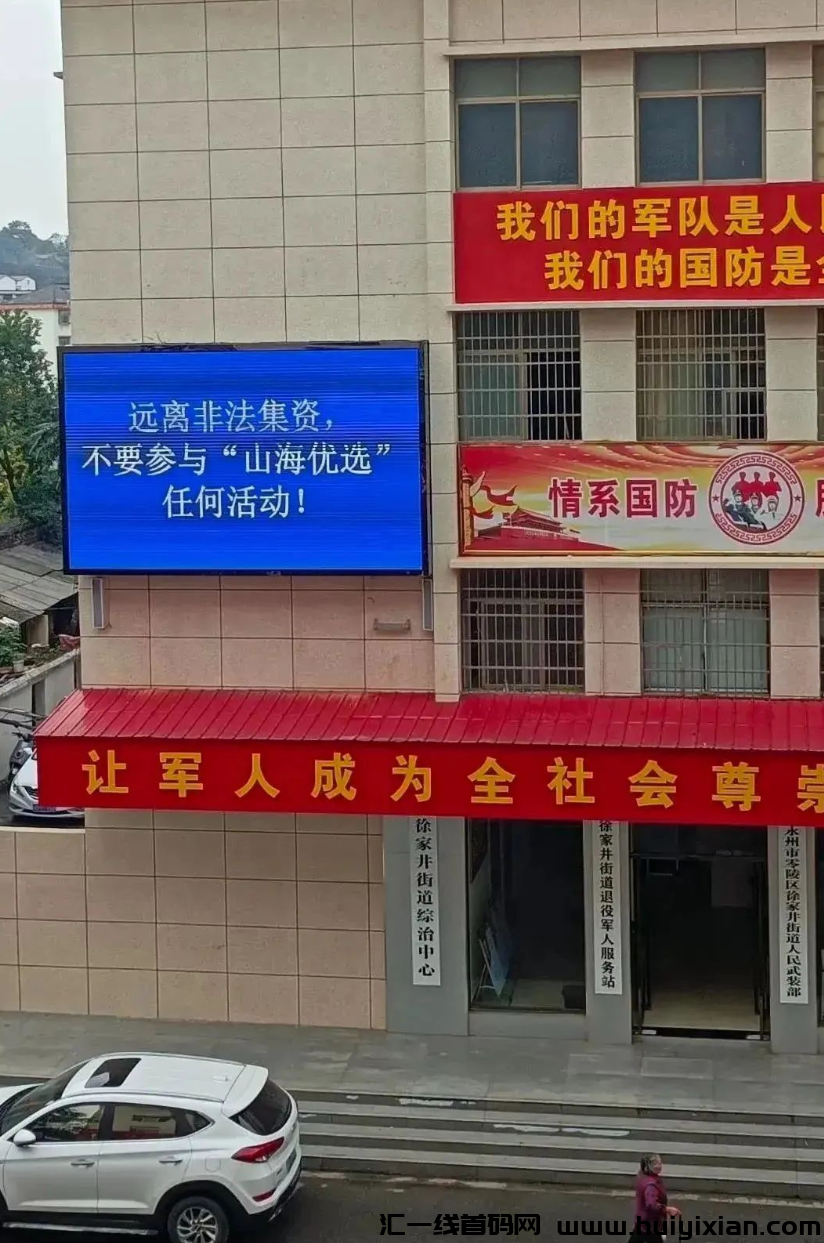 我们的军队是人
我们的国防是
远离非法集资，
不要参与“山海优选”
任何活动！
情系国防
让军人成为全社会尊崇
徐家井街道综治中心
徐家井街道退役军人服务站
永州市零陵区徐家井街道人民武装部
汇一线首码网 www.huiyixian.com